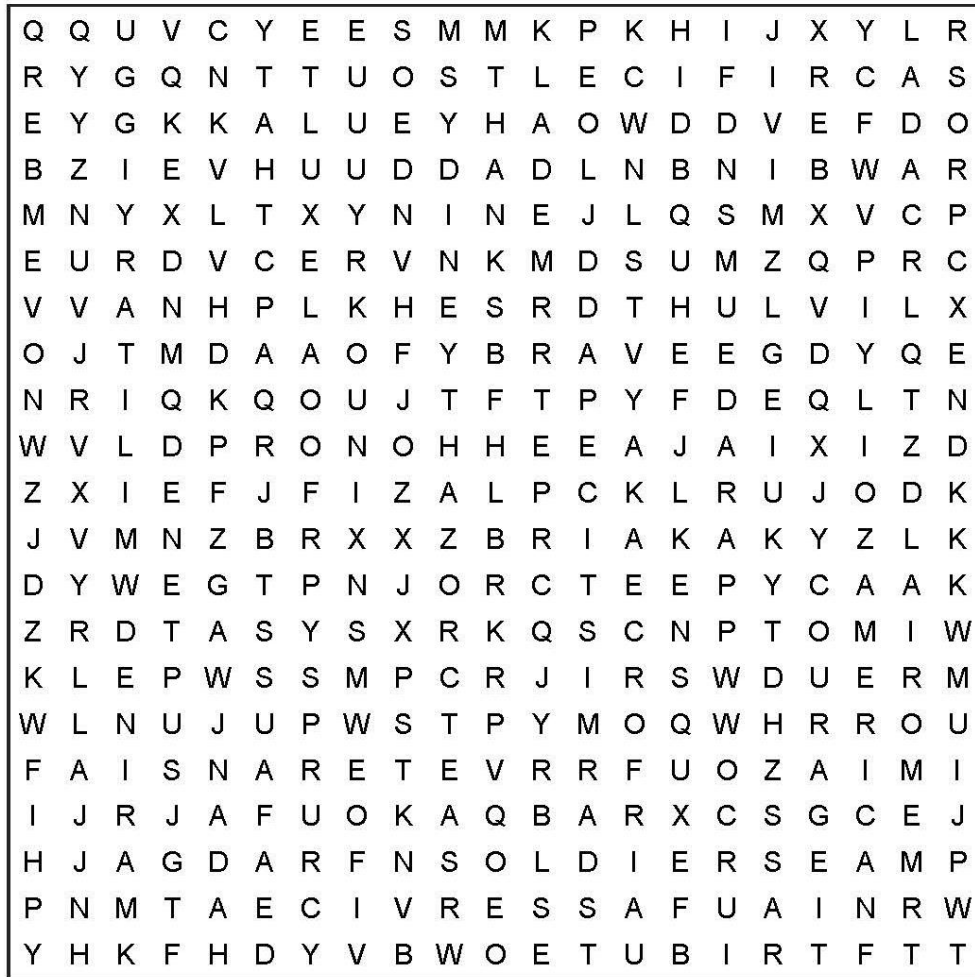 Q Q U V C Y E E S M M K P K H I J X Y L R
R Y G Q N T T U O S T L E C I F I R C A S
E Y G K K A L U E Y H A O W D D V E F D O
B Z I E V H U U D D A D L N B N I B W A R
M N Y X L T X Y N I N E J L Q S M X V C P
E U R D V C E R V N K M D S U M Z Q P R C
V V A N H P L K H E S R D T H U L V I L X
O J T M D A A O F Y B R A V E E G D Y Q E
N R I Q K Q O U J T F T P Y F D E Q L T N
W V L D P R O N O H H E E A J A I X I Z D
Z X I E F J F I Z A L P C K L R U J O D K
J V M N Z B R X X Z B R I A K A K Y Z L K
D Y W E G T P N J O R C T E E P Y C A A K
Z R D T A S Y S X R K Q S C N P T O M I W
K L E P W S S M P C R J I R S W D U E R M
W L N U J U P W S T P Y M O Q W H R R O U
F A I S N A R E T E V R R F U O Z A I M I
I J R J A F U O K A Q B A R X C S G C E J
H J A G D A R F N S O L D I E R S E A M P
P N M T A E C I V R E S S A F U A I N R W
Y H K F H D Y V B W O E T U B I R T F T T